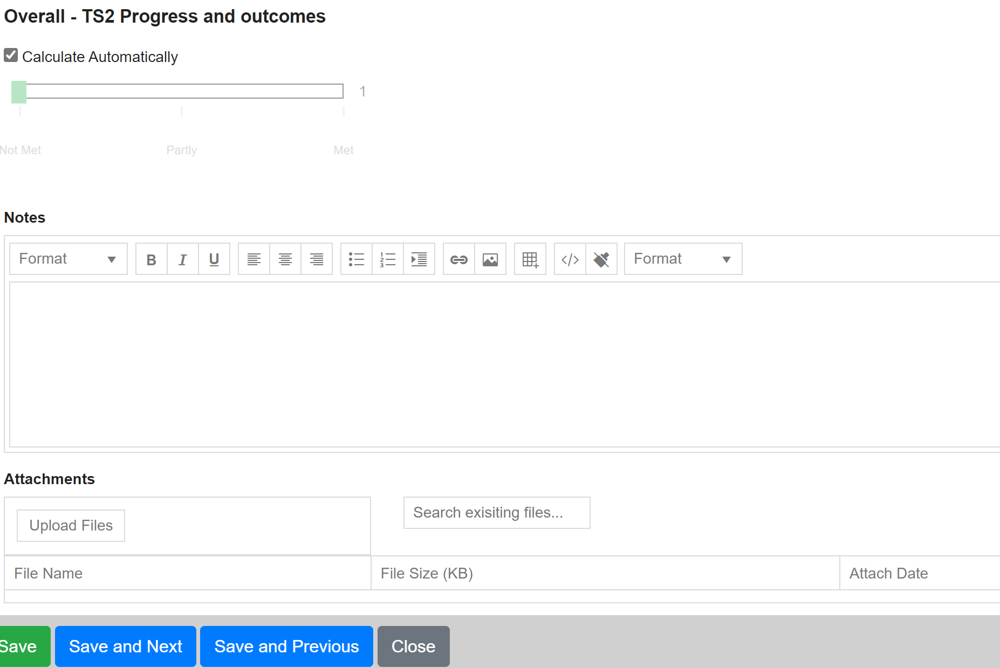 Overall - TS2 Progress and outcomes
Calculate Automatically
1
Not Met Partly Met
Notes
Format B I U Format
Attachments
Upload Files Search exisiting files...
File Name File Size (KB) Attach Date
Save Save and Next Save and Previous Close